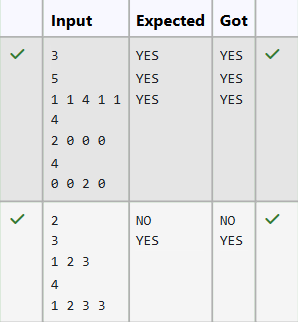 Input Expected Got
3 YES YES
5 YES YES
1 1 4 1 1 YES YES
4
2 0 0 0
4
0 0 2 0
2 NO NO
3 YES YES
1 2 3
4
1 2 3 3